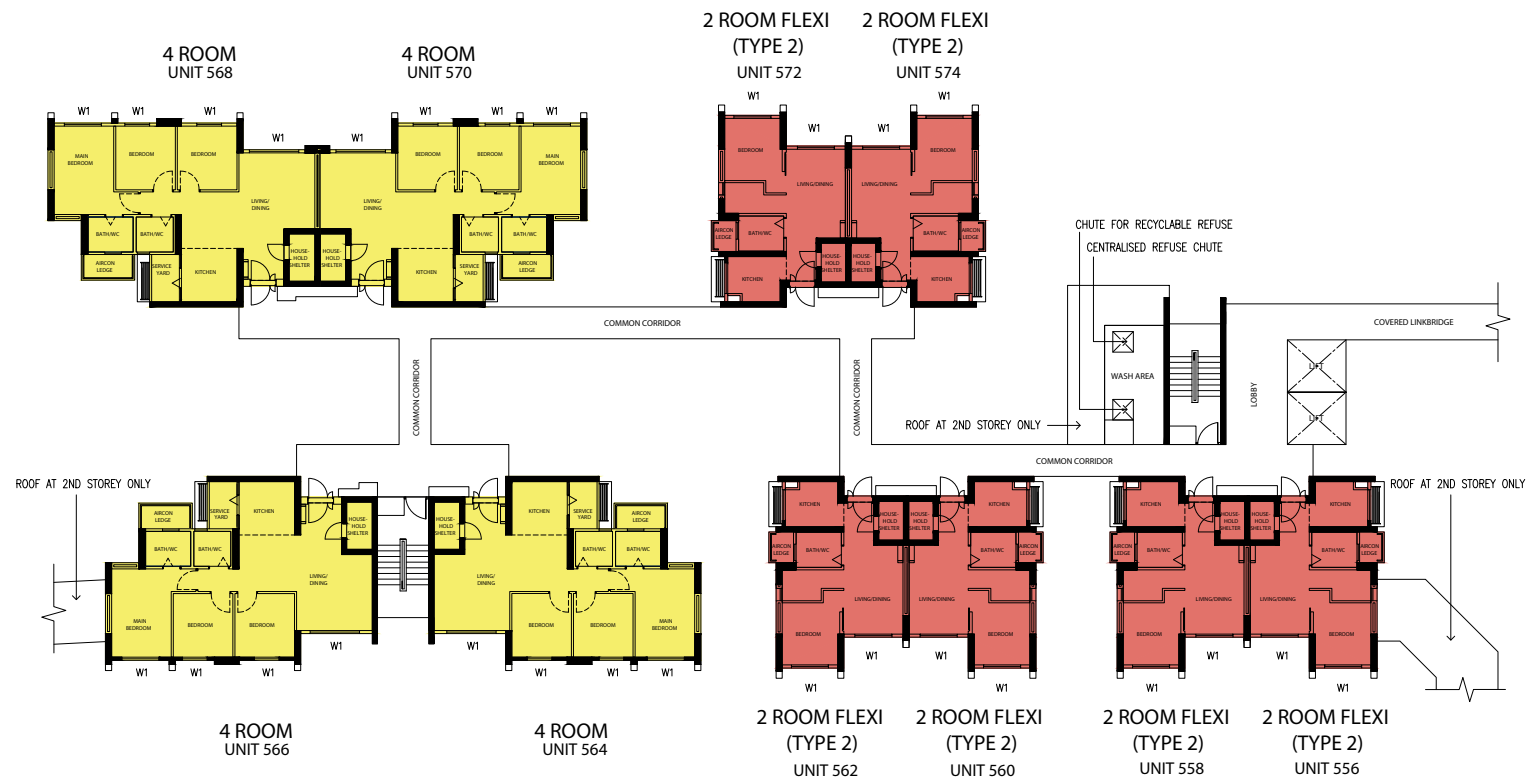 4 ROOM
UNIT 568
4 ROOM
UNIT 570
2 ROOM FLEXI
(TYPE 2)
UNIT 572
2 ROOM FLEXI
(TYPE 2)
UNIT 574
W1
W1
W1
W1
W1
W1
W1
W1
MAIN
BEDROOM
BEDROOM
BEDROOM
LIVING/
DINING
BATH/WC
BATH/WC
AIRCON
LEDGE
SERVICE
YARD
KITCHEN
HOUSE-
HOLD
SHELTER
HOUSE-
HOLD
SHELTER
LIVING/
DINING
BEDROOM
BEDROOM
MAIN
BEDROOM
KITCHEN
SERVICE
YARD
BATH/WC
BATH/WC
AIRCON
LEDGE
W1
W1
W1
W1
BEDROOM
LIVING/DINING
BATH/WC
AIRCON
LEDGE
KITCHEN
HOUSE-
HOLD
SHELTER
HOUSE-
HOLD
SHELTER
BEDROOM
LIVING/DINING
BATH/WC
AIRCON
LEDGE
KITCHEN
CHUTE FOR RECYCLABLE REFUSE
CENTRALISED REFUSE CHUTE
COMMON CORRIDOR
COMMON CORRIDOR
COMMON CORRIDOR
WASH AREA
LOBBY
LIFT
LIFT
COVERED LINKBRIDGE
ROOF AT 2ND STOREY ONLY
COMMON CORRIDOR
ROOF AT 2ND STOREY ONLY
ROOF AT 2ND STOREY ONLY
AIRCON
LEDGE
SERVICE
YARD
KITCHEN
BATH/WC
BATH/WC
HOUSE-
HOLD
SHELTER
LIVING/
DINING
MAIN
BEDROOM
BEDROOM
BEDROOM
W1
W1
W1
W1
HOUSE-
HOLD
SHELTER
KITCHEN
SERVICE
YARD
AIRCON
LEDGE
BATH/WC
BATH/WC
LIVING/
DINING
BEDROOM
BEDROOM
MAIN
BEDROOM
W1
W1
W1
W1
KITCHEN
HOUSE-
HOLD
SHELTER
AIRCON
LEDGE
BATH/WC
LIVING/DINING
BEDROOM
W1
W1
HOUSE-
HOLD
SHELTER
KITCHEN
BATH/WC
AIRCON
LEDGE
LIVING/DINING
BEDROOM
W1
W1
KITCHEN
HOUSE-
HOLD
SHELTER
AIRCON
LEDGE
BATH/WC
LIVING/DINING
BEDROOM
W1
W1
HOUSE-
HOLD
SHELTER
KITCHEN
BATH/WC
AIRCON
LEDGE
LIVING/DINING
BEDROOM
W1
W1
4 ROOM
UNIT 566
4 ROOM
UNIT 564
2 ROOM FLEXI
(TYPE 2)
UNIT 562
2 ROOM FLEXI
(TYPE 2)
UNIT 560
2 ROOM FLEXI
(TYPE 2)
UNIT 558
2 ROOM FLEXI
(TYPE 2)
UNIT 556